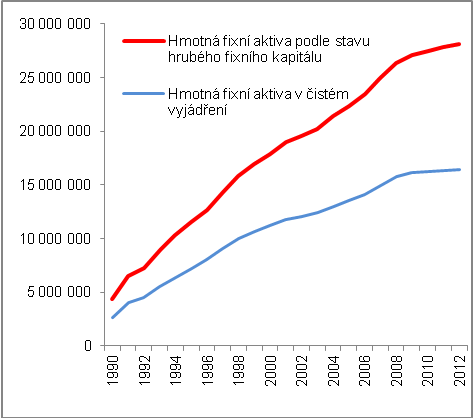 30 000 000
25 000 000
20 000 000
15 000 000
10 000 000
5 000 000
0
Hmotná fixní aktiva podle stavu
hrubého fixního kapitálu
Hmotná fixní aktiva v čistém
vyjádření
1990
1992
1994
1996
1998
2000
2002
2004
2006
2008
2010
2012